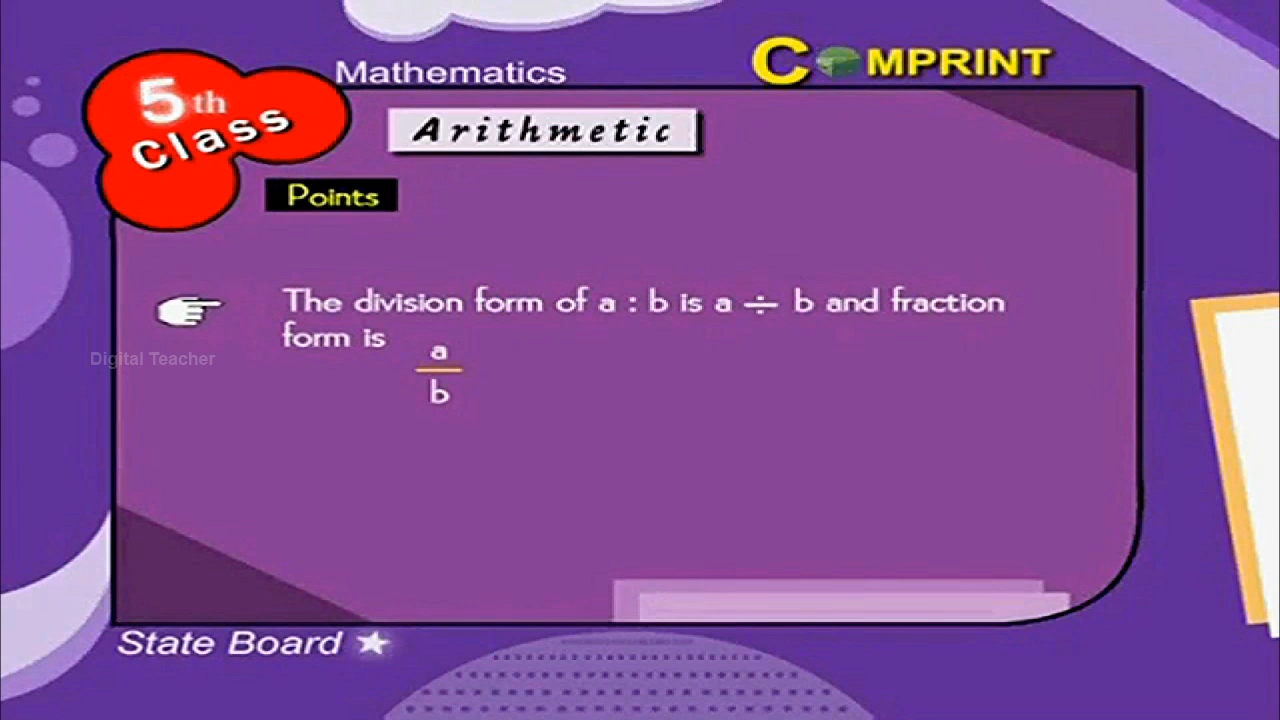 Mathematics
COMPRINT
5th
Class
Arithmetic
Points
The division form of a : b is a ÷ b and fraction
form is
a
b
Digital Teacher
State Board